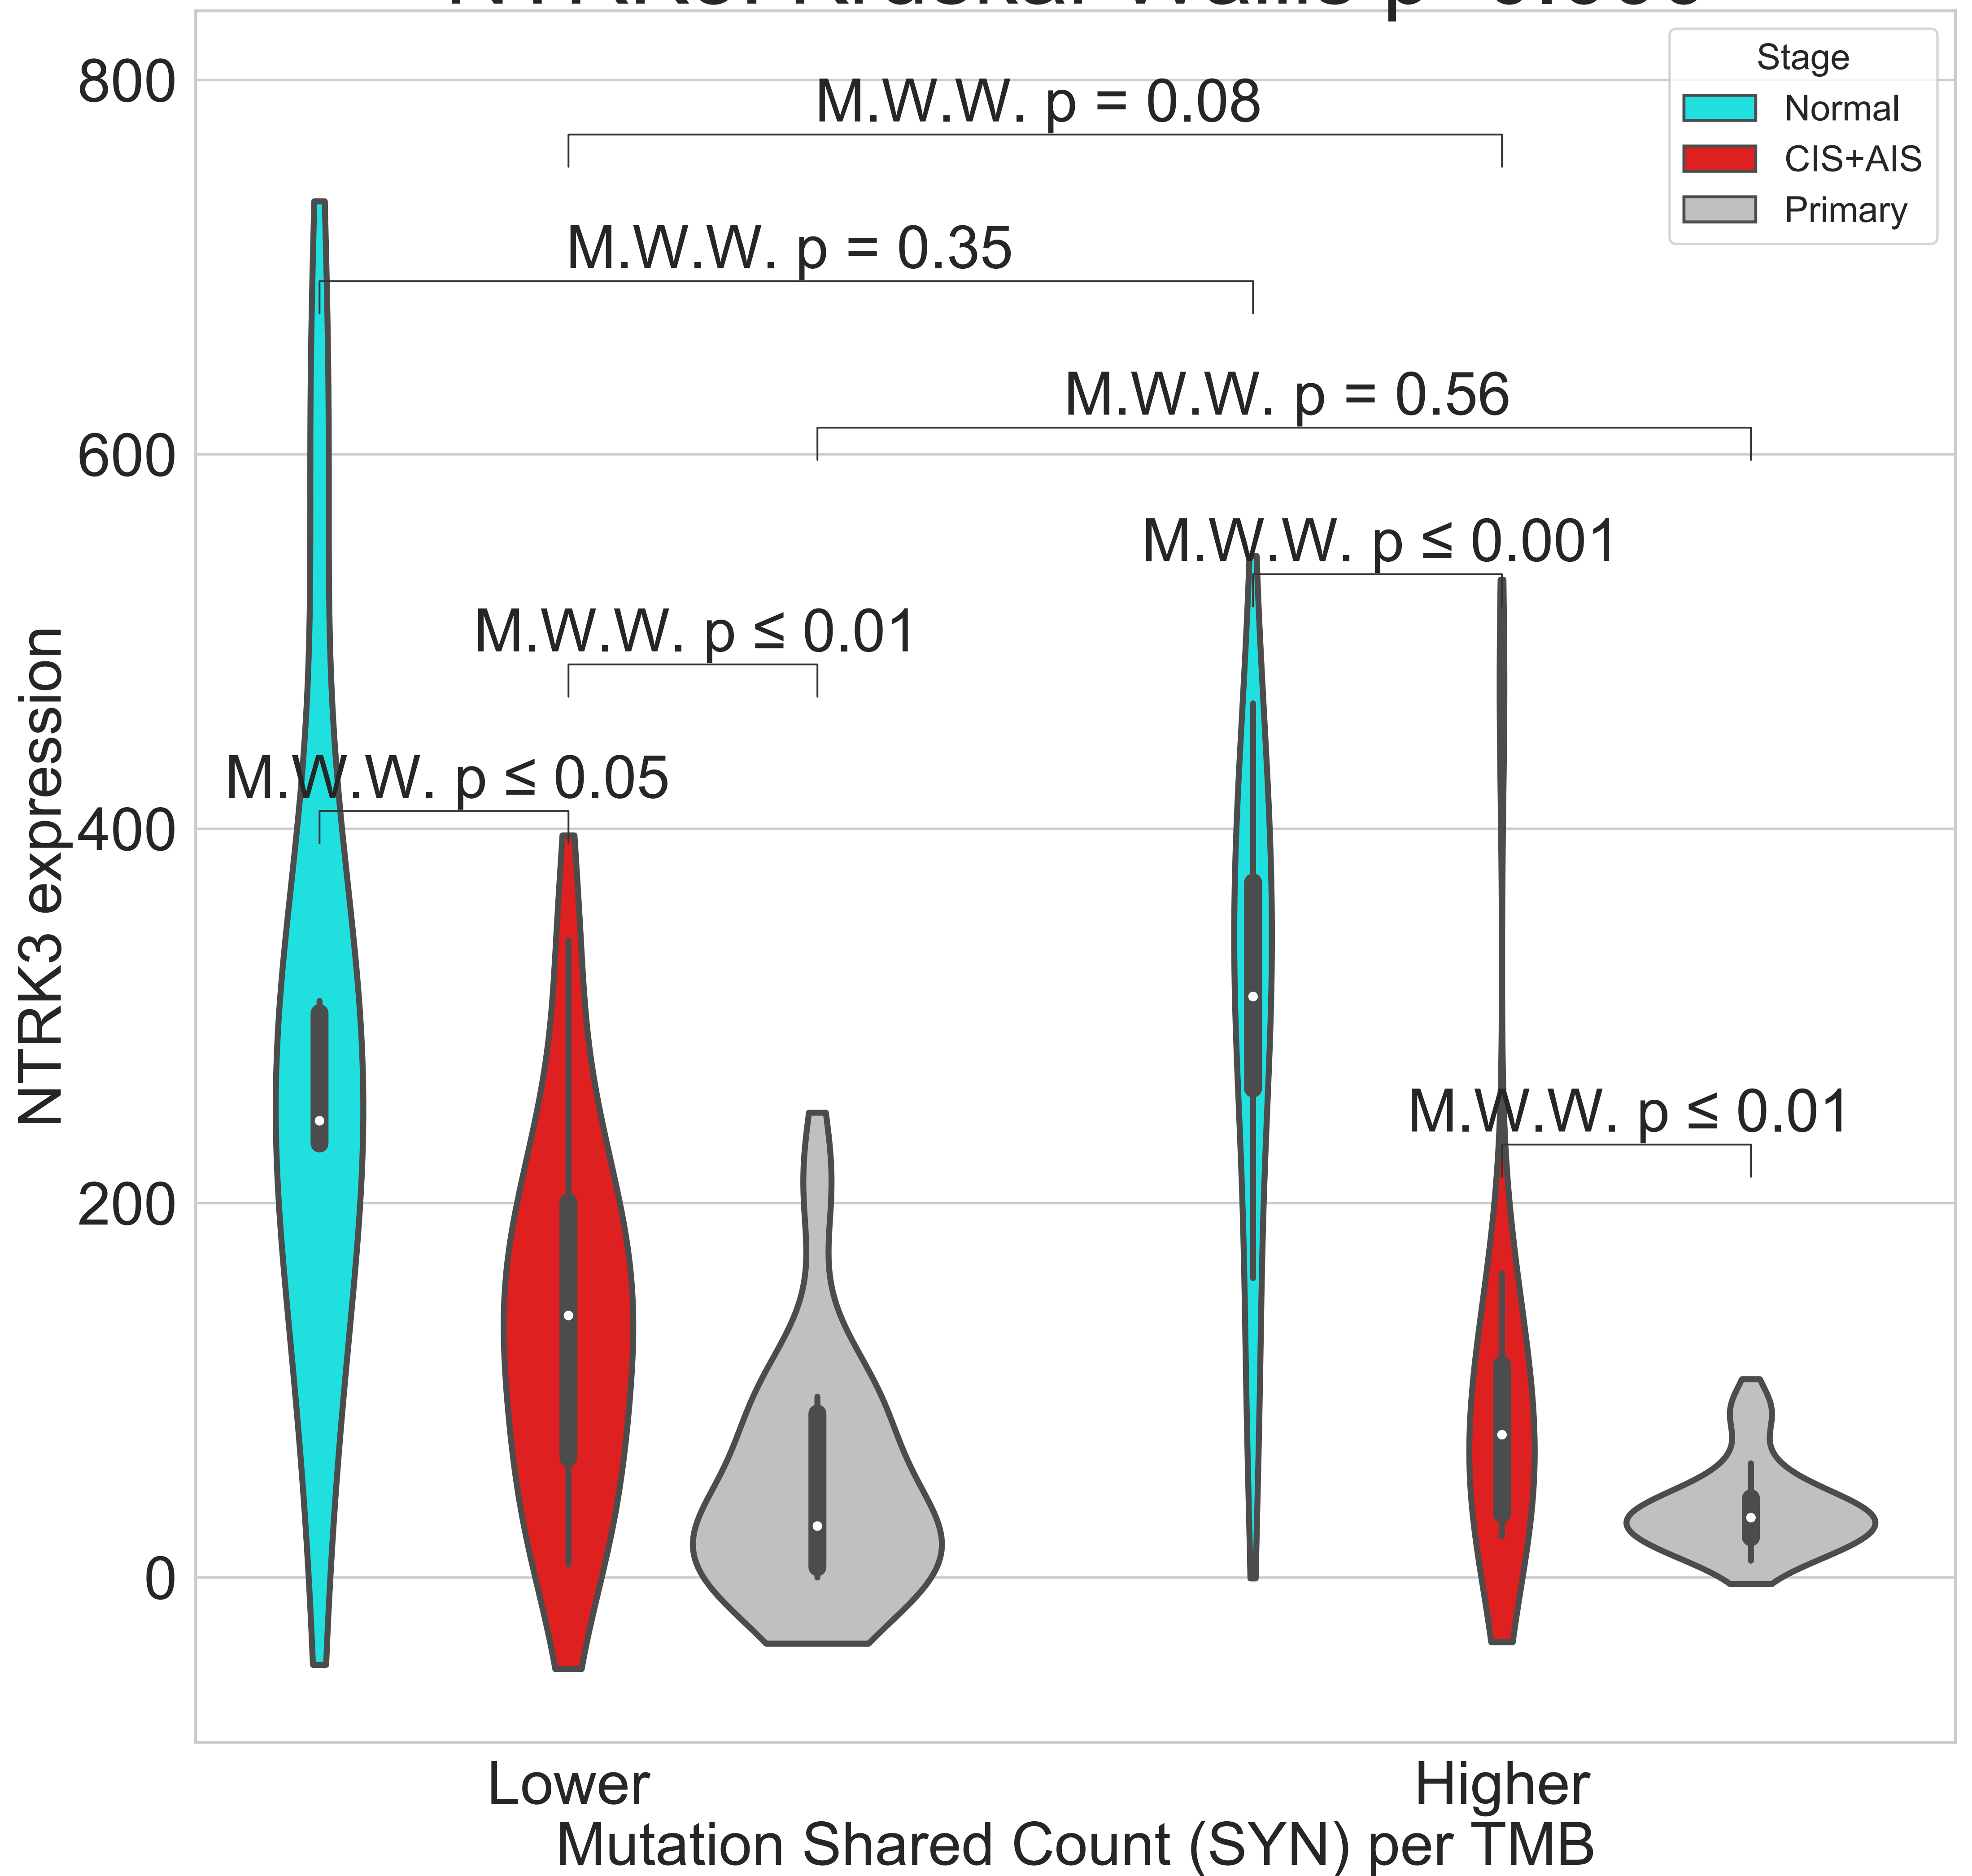 Stage
Normal
CIS+AIS
Primary
800
600
400
200
0
NTRK3 expression
M.W.W. p = 0.08
M.W.W. p = 0.35
M.W.W. p = 0.56
M.W.W. p ≤ 0.001
M.W.W. p ≤ 0.01
M.W.W. p ≤ 0.05
M.W.W. p ≤ 0.01
Lower
Higher
Mutation Shared Count (SYN) per TMB